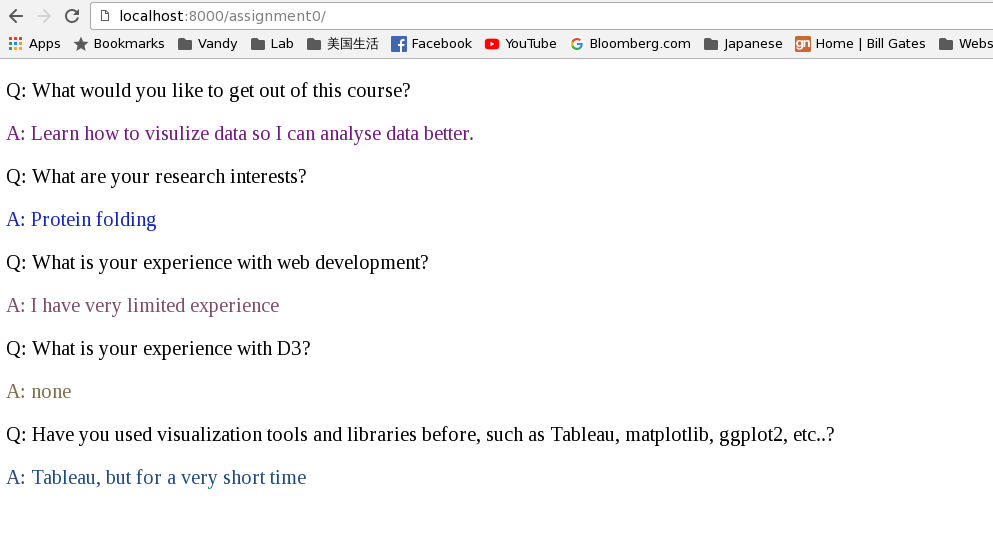 localhost:8000/assignment0/
Apps Bookmarks Vandy Lab 美国生活 Facebook YouTube Bloomberg.com Japanese gn Home | Bill Gates Webs
Q: What would you like to get out of this course?
A: Learn how to visulize data so I can analyse data better.
Q: What are your research interests?
A: Protein folding
Q: What is your experience with web development?
A: I have very limited experience
Q: What is your experience with D3?
A: none
Q: Have you used visualization tools and libraries before, such as Tableau, matplotlib, ggplot2, etc..?
A: Tableau, but for a very short time